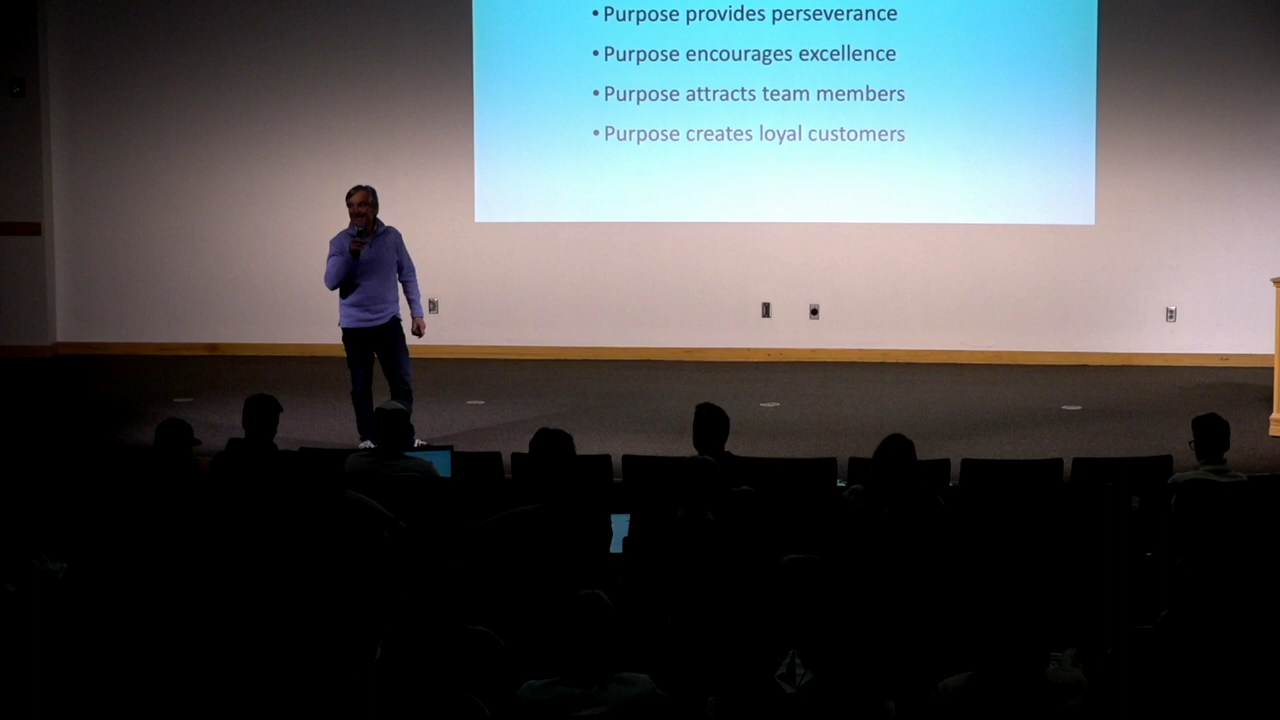 • Purpose provides perseverance
• Purpose encourages excellence
• Purpose attracts team members
• Purpose creates loyal customers